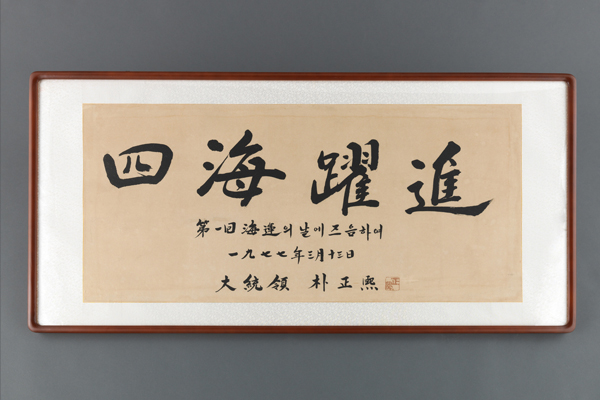 四海躍進
第一回 海運의 날에 즈음하여
一九七七年 三月 十三日
大統領 朴正熙